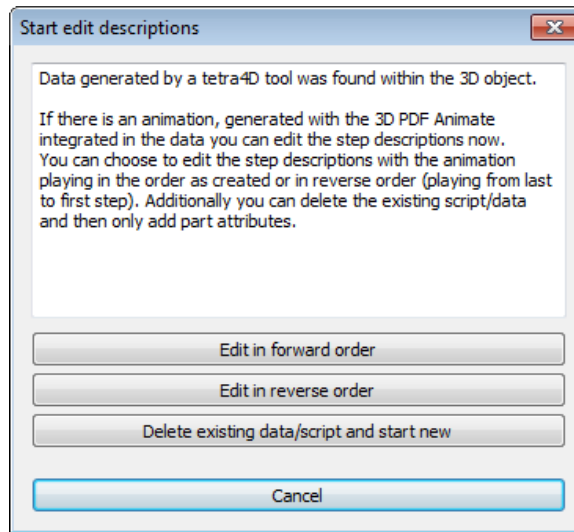 Start edit descriptions
Data generated by a tetra4D tool was found within the 3D object.
If there is an animation, generated with the 3D PDF Animate
integrated in the data you can edit the step descriptions now.
You can choose to edit the step descriptions with the animation
playing in the order as created or in reverse order (playing from last
to first step). Additionally you can delete the existing script/data
and then only add part attributes.
Edit in forward order
Edit in reverse order
Delete existing data/script and start new
Cancel